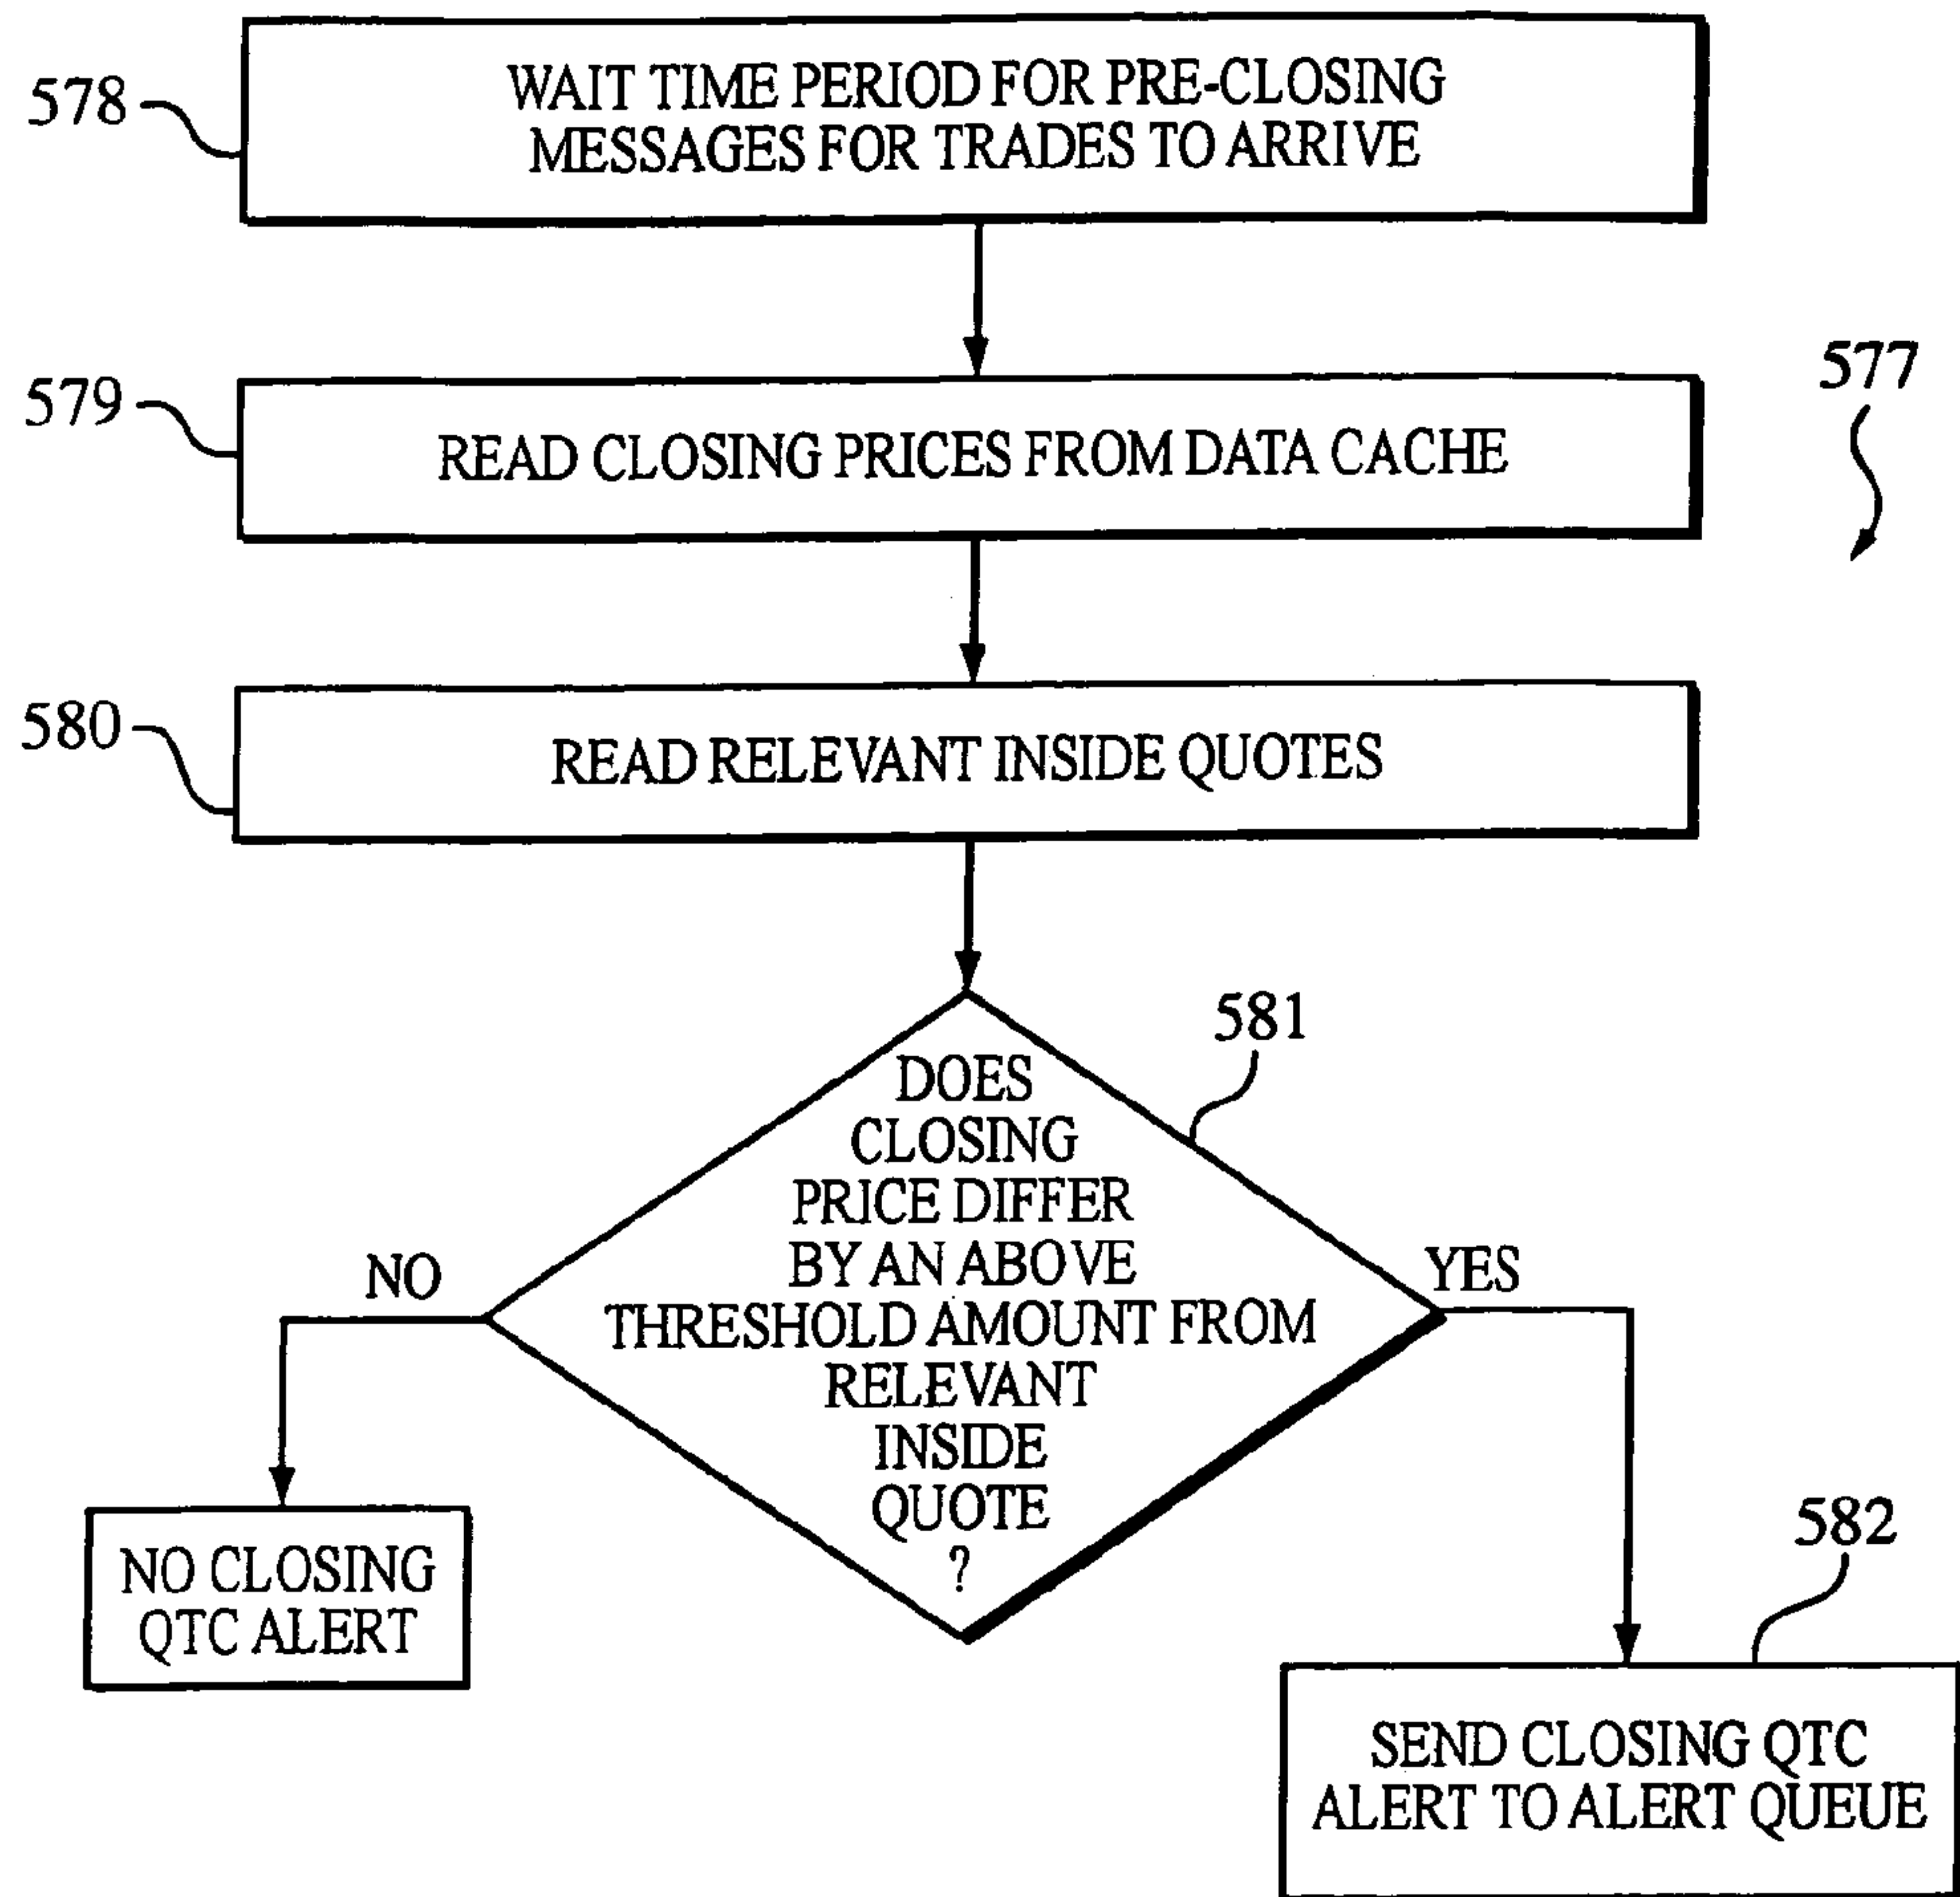 578
WAIT TIME PERIOD FOR PRE-CLOSING
MESSAGES FOR TRADES TO ARRIVE
579
READ CLOSING PRICES FROM DATA CACHE
577
580
READ RELEVANT INSIDE QUOTES
581
DOES
CLOSING
PRICE DIFFER
BY AN ABOVE
THRESHOLD AMOUNT FROM
RELEVANT
INSIDE
QUOTE
?
NO
YES
NO CLOSING
QTC ALERT
582
SEND CLOSING QTC
ALERT TO ALERT QUEUE